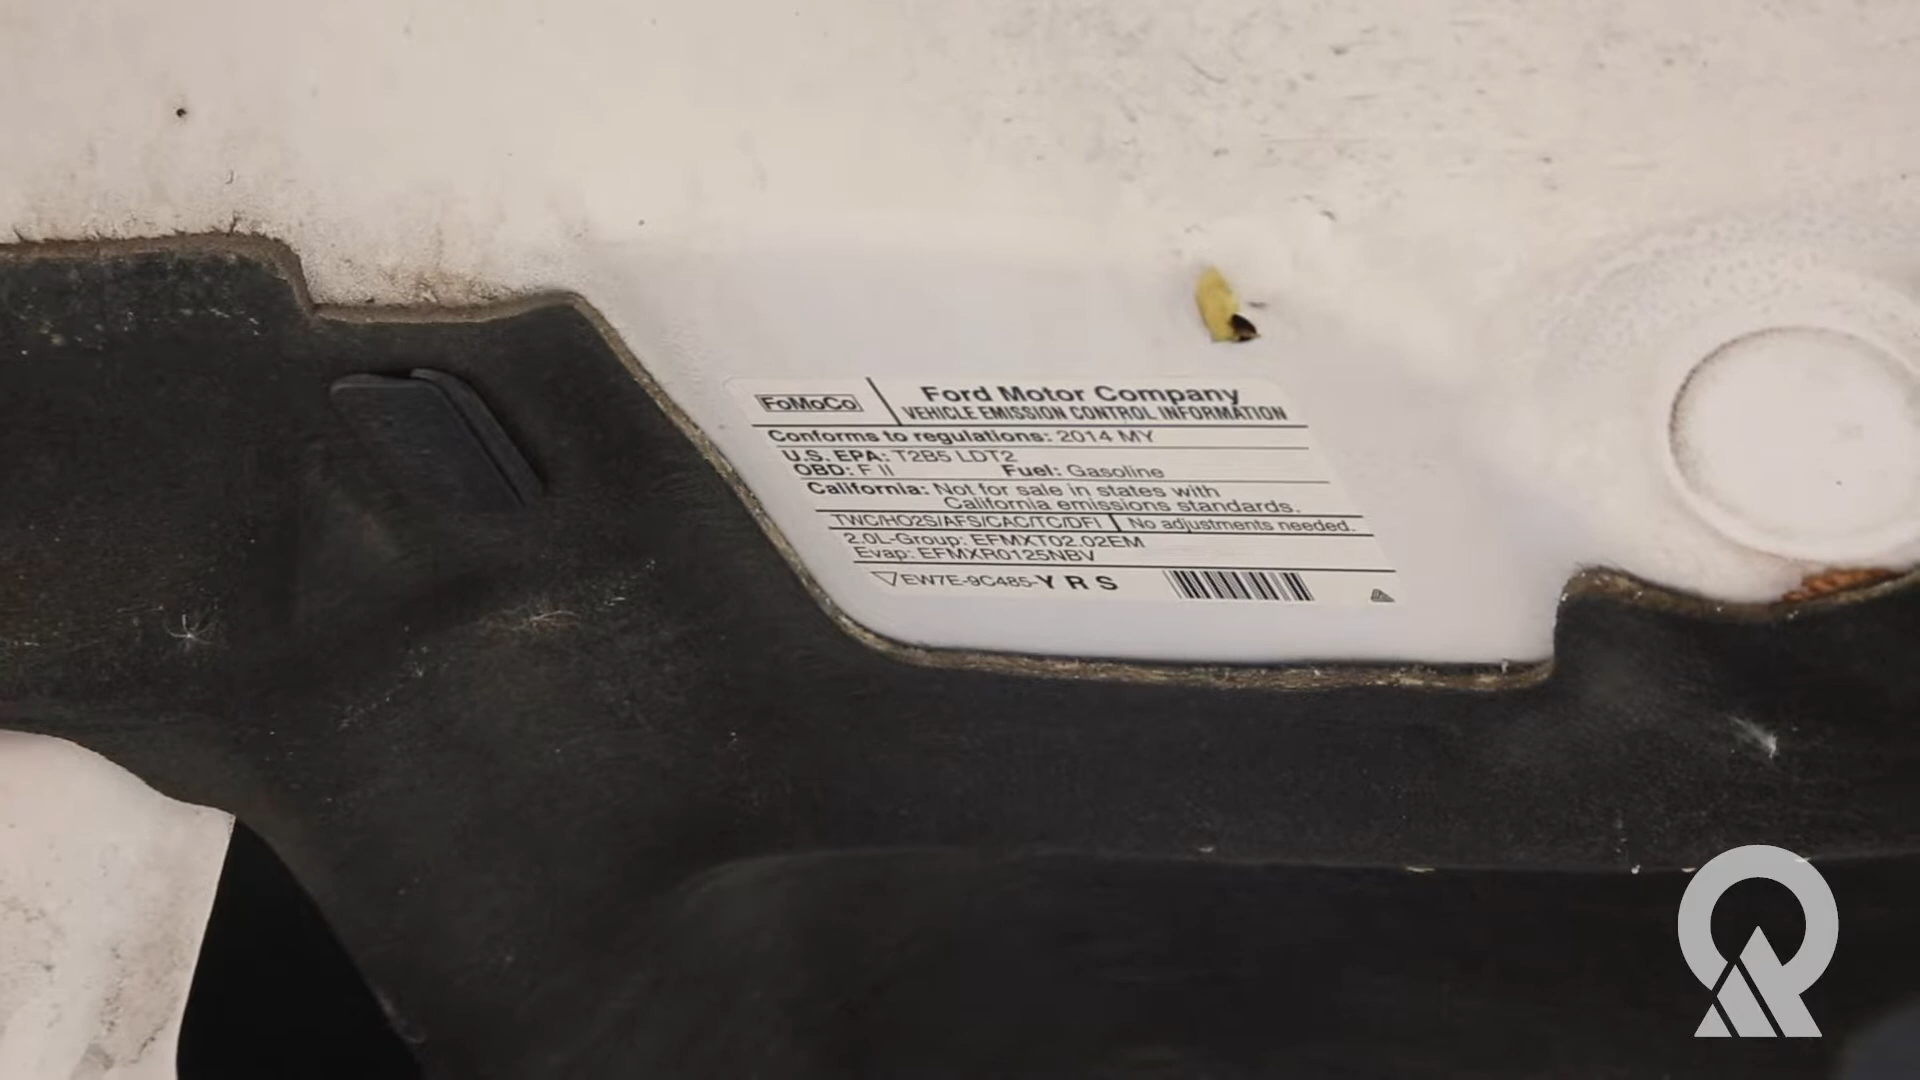 FoMoCo
Ford Motor Company
VEHICLE EMISSION CONTROL INFORMATION
Conforms to regulations: 2014 MY
U.S. EPA: T2B5 LDT2
OBD: F II Fuel: Gasoline
California: Not for sale in states with
California emissions standards.
TWC/HO2S/AFS/CAC/TC/DFI No adjustments needed.
2.0L-Group: EFMXT02.02EM
Evap: EFMXR0125NBV
EW7E-9C485-Y R S